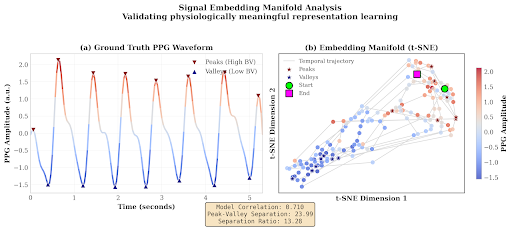 Signal Embedding Manifold Analysis
Validating physiologically meaningful representation learning
(a) Ground Truth PPG Waveform
Peaks (High BV)
Valleys (Low BV)
PPG Amplitude (a.u.)
2.0
1.5
1.0
0.5
0.0
−0.5
−1.0
−1.5
0
1
2
3
4
5
Time (seconds)
(b) Embedding Manifold (t-SNE)
Temporal trajectory
Peaks
Valleys
Start
End
t-SNE Dimension 2
t-SNE Dimension 1
2.0
1.5
1.0
0.5
0.0
−0.5
−1.0
−1.5
PPG Amplitude
Model Correlation: 0.710
Peak-Valley Separation: 23.99
Separation Ratio: 13.28